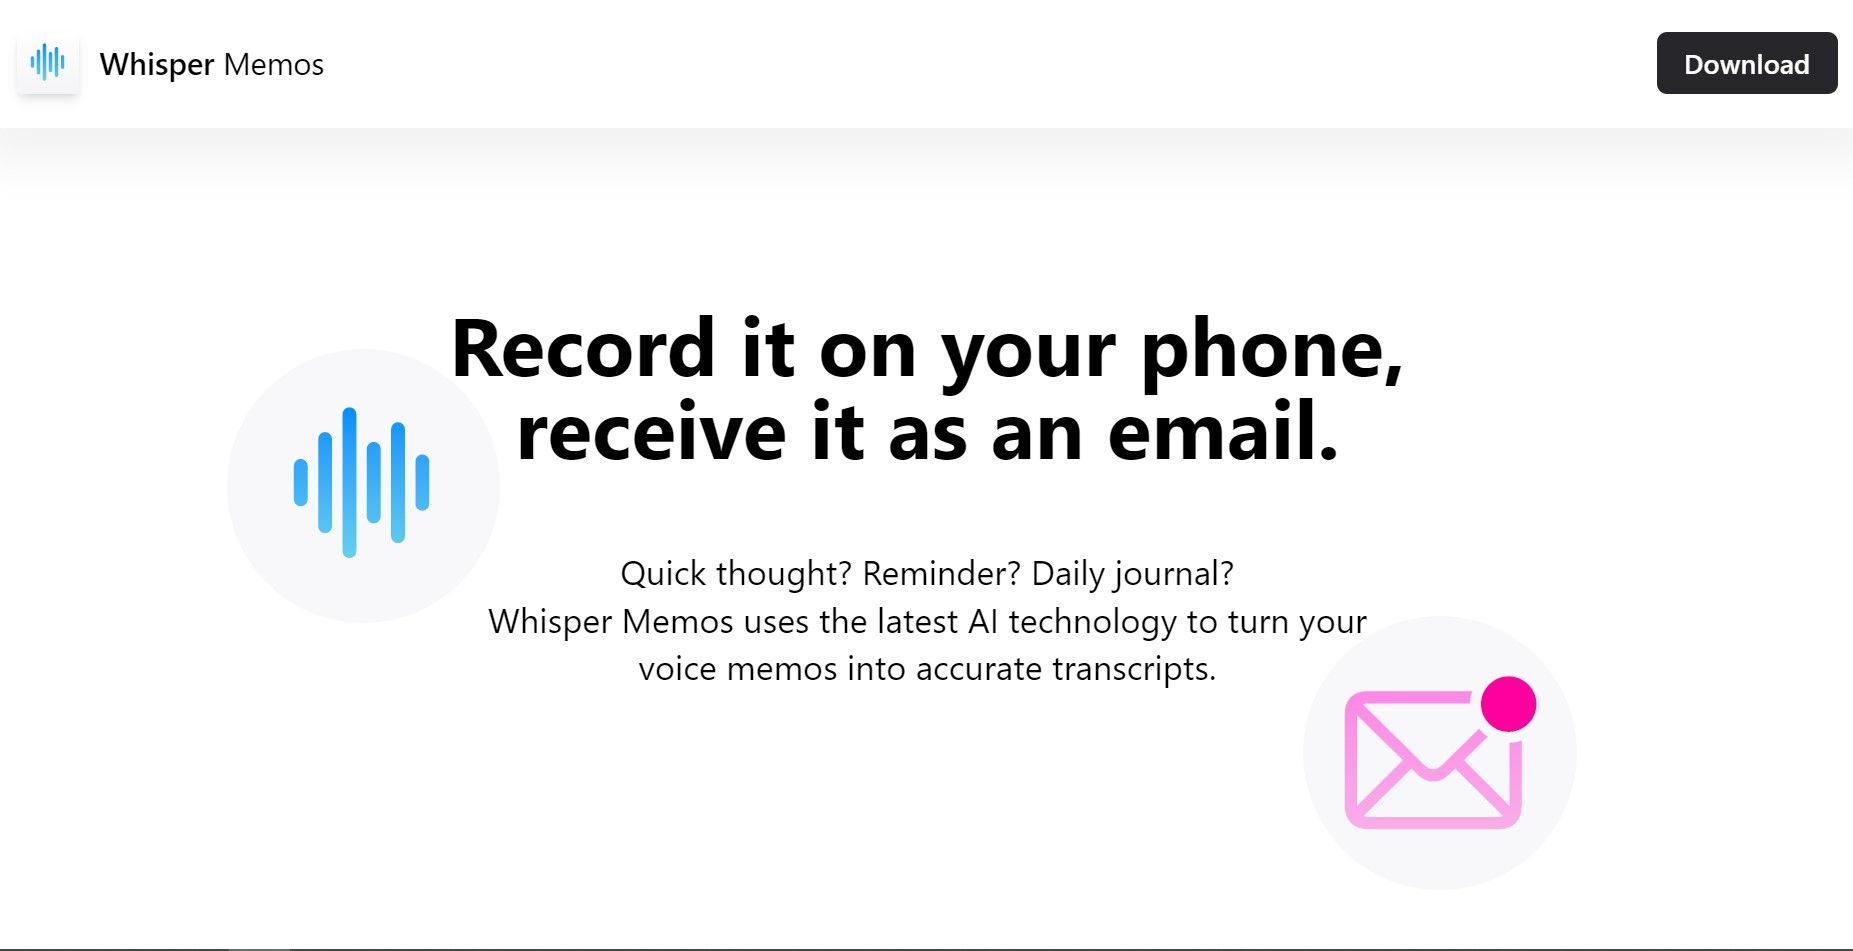 Whisper Memos
Download
Record it on your phone,
receive it as an email.
Quick thought? Reminder? Daily journal?
Whisper Memos uses the latest AI technology to turn your
voice memos into accurate transcripts.